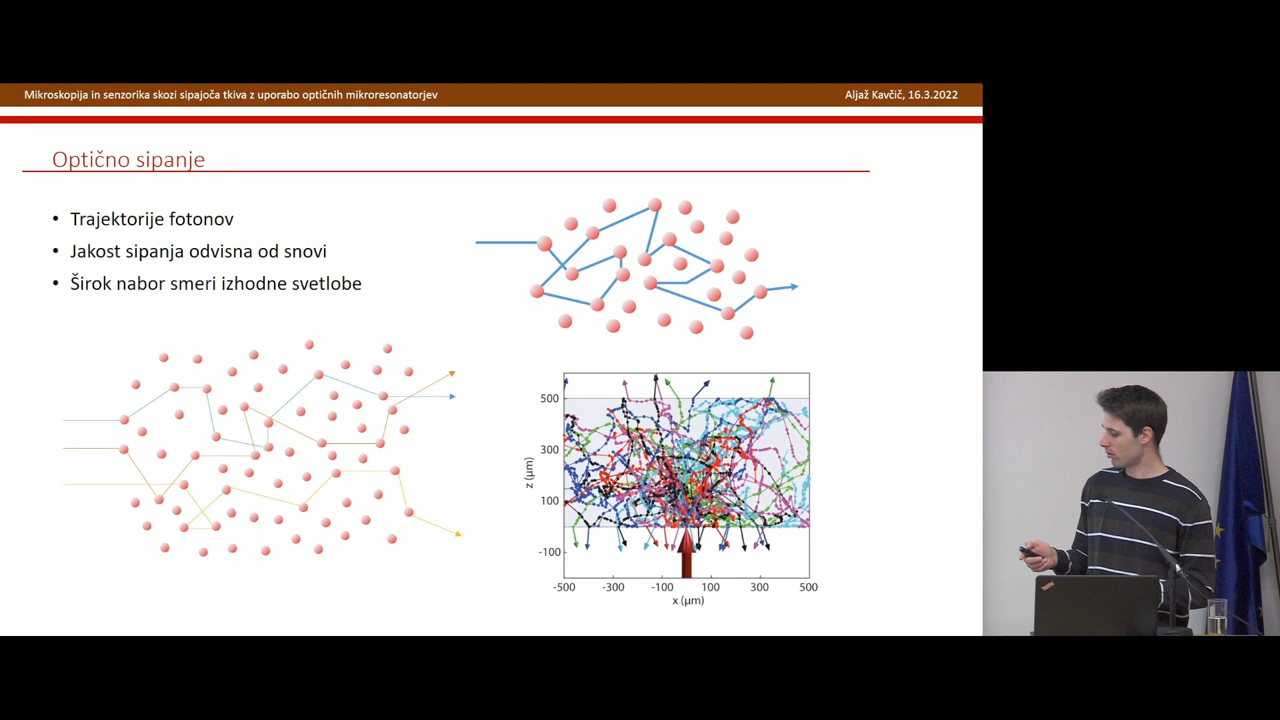 Mikroskopija in senzorika skozi sipajoča tkiva z uporabo optičnih mikroresonatorjev
Aljaž Kavčič, 16.3.2022
Optično sipanje
• Trajektorije fotonov
• Jakost sipanja odvisna od snovi
• Širok nabor smeri izhodne svetlobe
500
300
100
-100
z (µm)
-500 -300 -100 100 300 500
x (µm)